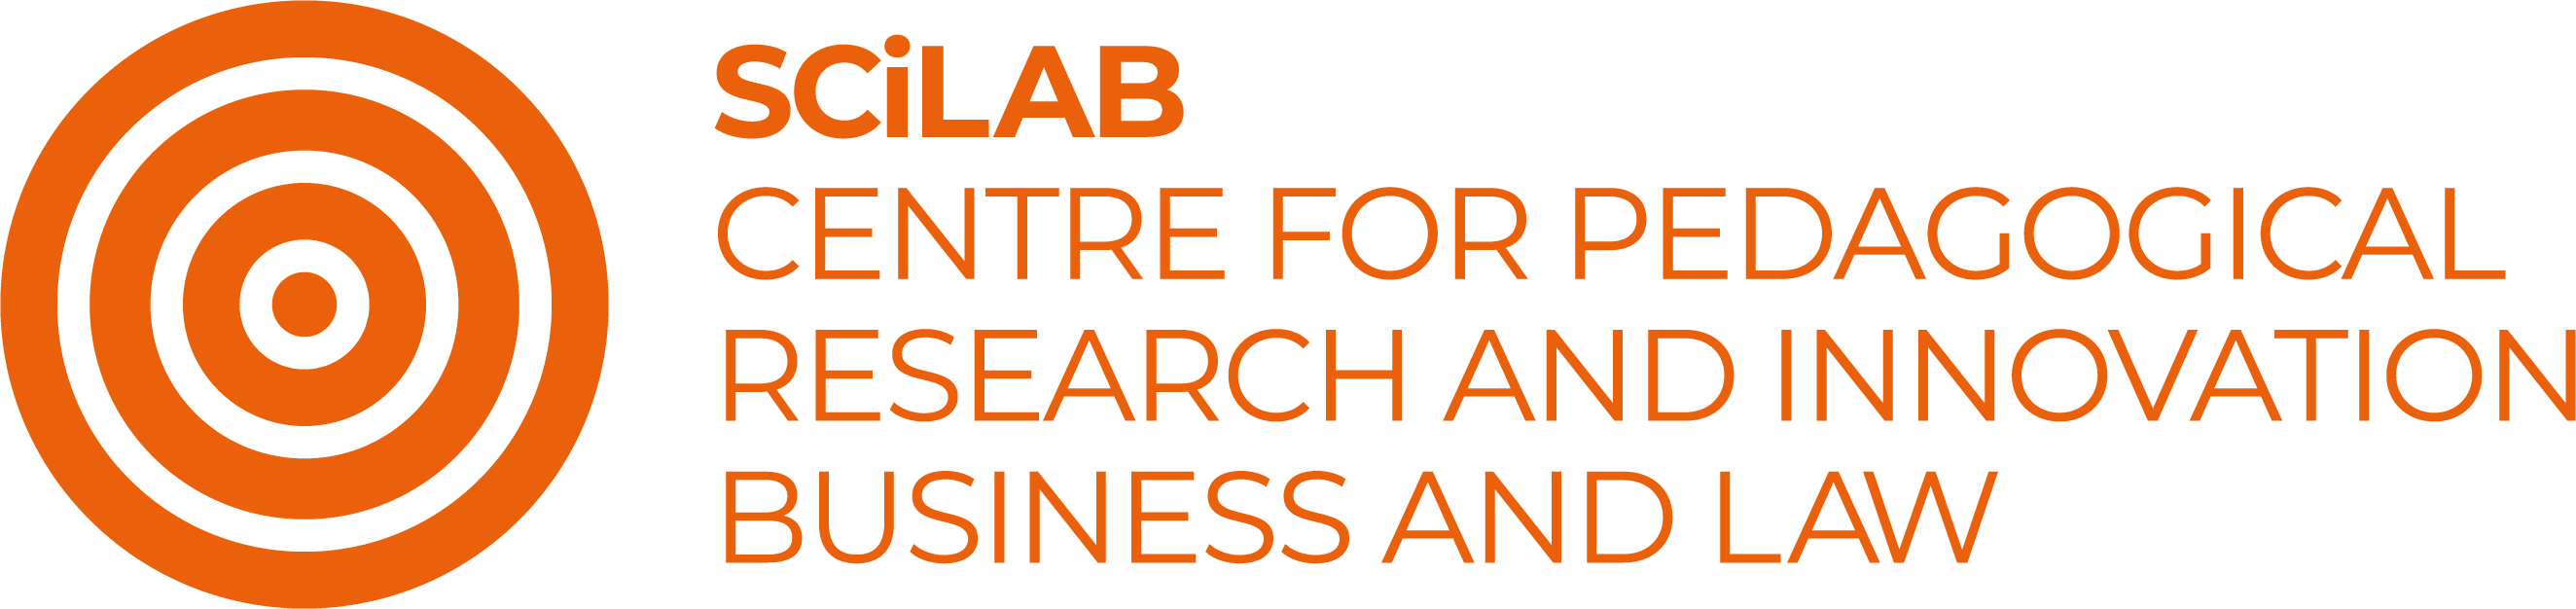 SCiLAB
CENTRE FOR PEDAGOGICAL
RESEARCH AND INNOVATION
BUSINESS AND LAW